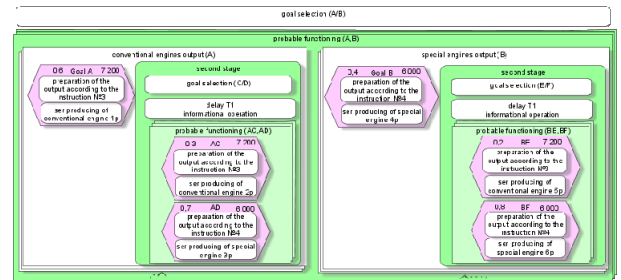 goal selection (A/B)
probable functioning (A,B)
conventional engines output (A)
0,6 Goal A 7 200
preparation of the
output according to the
instruction №3
ser producing of
conventional engine 1p
second stage
goal selection (C/D)
delay T1
informational operation
probable functioning (AC,AD)
0,3 AC 7 200
preparation of the
output according to the
instruction №3
ser producing of
conventional engine 2p
0,7 AD 6 000
preparation of the
output according to the
instruction №4
ser producing of special
engine 3p
special engines output (B)
0,4 Goal B 6 000
preparation of the
output according to the
instruction №4
ser producing of special
engine 4p
second stage
goal selection (E/F)
delay T1
informational operation
probable functioning (BE,BF)
0,2 BE 7 200
preparation of the
output according to the
instruction №3
ser producing of
conventional engine 5p
0,8 BF 6 000
preparation of the
output according to the
instruction №4
ser producing of special
engine 6p